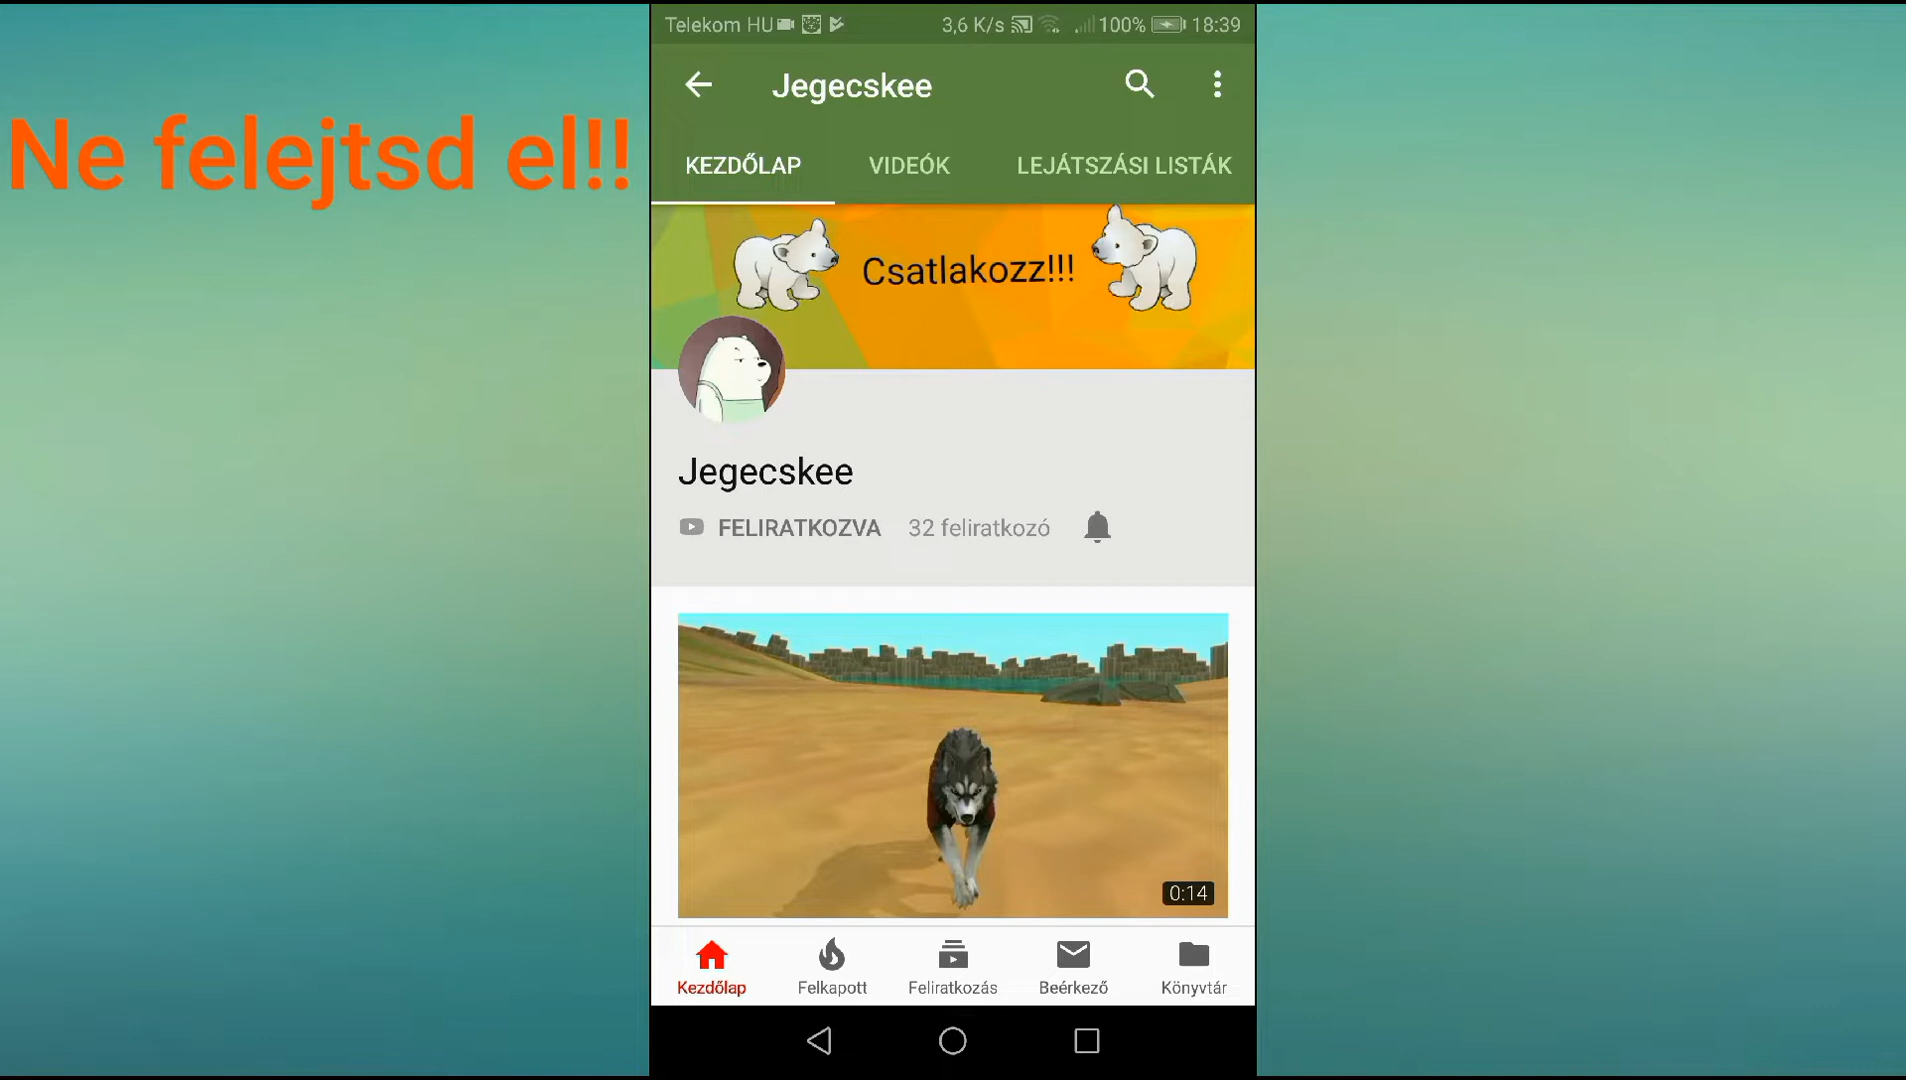 Telekom HU 3,6 K/s 100% 18:39
Ne felejtsd el!!
Jegecskee
KEZDŐLAP VIDEÓK LEJÁTSZÁSI LISTÁK
Csatlakozz!!!
Jegecskee
FELIRATKOZVA 32 feliratkozó
0:14
Kezdőlap Felkapott Feliratkozás Beérkező Könyvtár